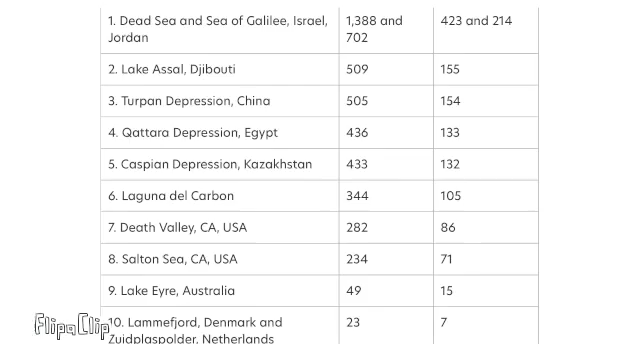 1. Dead Sea and Sea of Galilee, Israel, 1,388 and 423 and 214
Jordan 702
2. Lake Assal, Djibouti 509 155
3. Turpan Depression, China 505 154
4. Qattara Depression, Egypt 436 133
5. Caspian Depression, Kazakhstan 433 132
6. Laguna del Carbon 344 105
7. Death Valley, CA, USA 282 86
8. Salton Sea, CA, USA 234 71
9. Lake Eyre, Australia 49 15
10. Lammefjord, Denmark and 23 7
Zuidplaspolder, Netherlands
FlipaClip